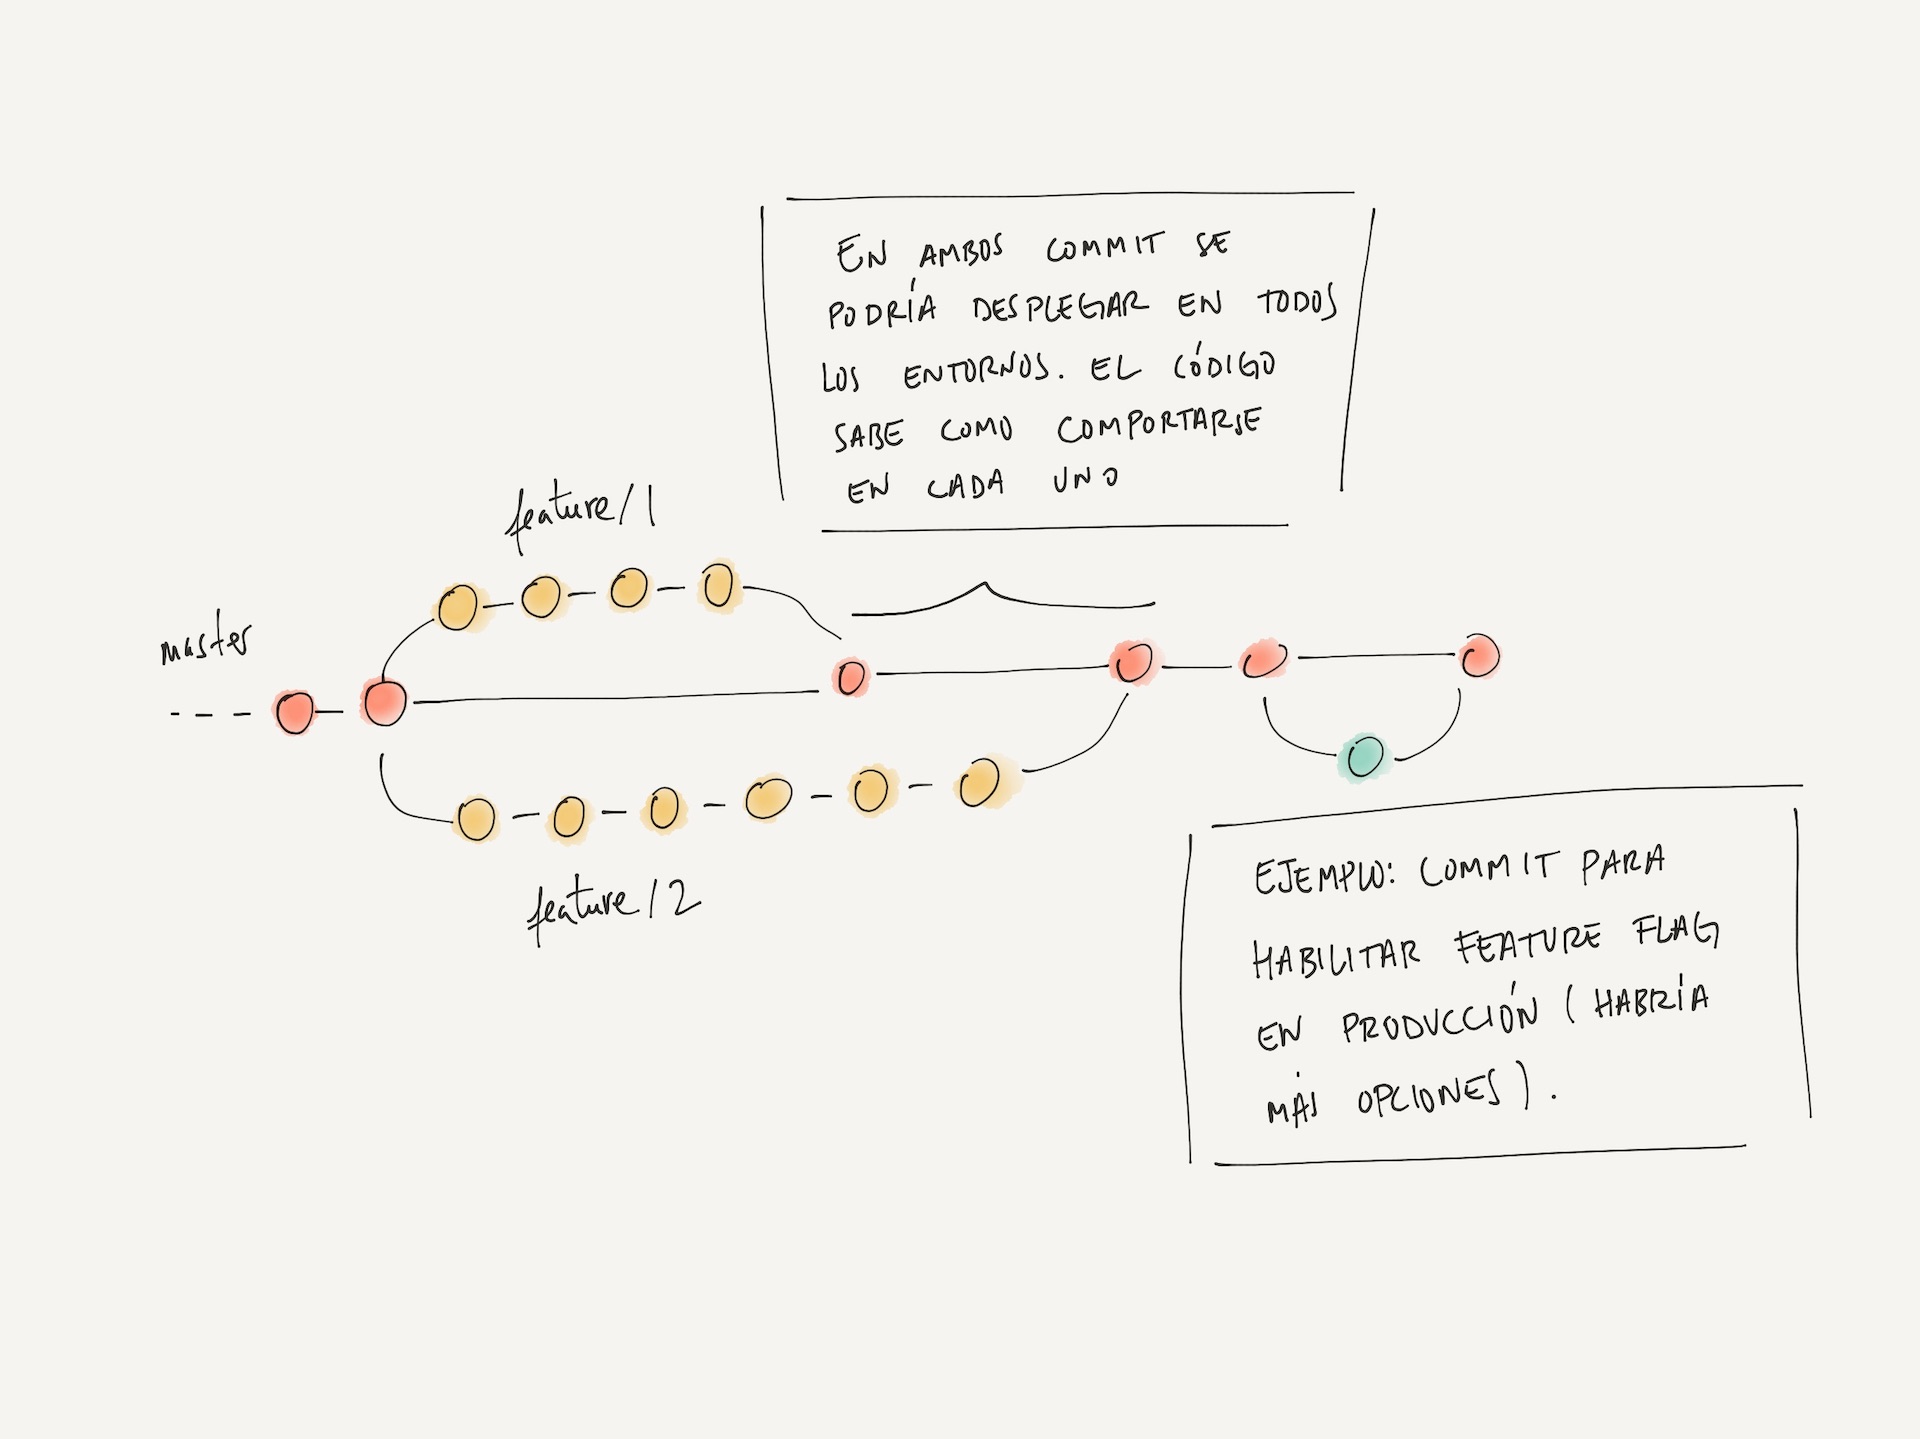 EN AMBOS COMMIT SE
PODRÍA DESPLEGAR EN TODOS
LOS ENTORNOS. EL CÓDIGO
SABE COMO COMPORTARSE
EN CADA UNO
feature/1
master
feature/2
EJEMPLO: COMMIT PARA
HABILITAR FEATURE FLAG
EN PRODUCCIÓN (HABRÍA
MÁS OPCIONES).